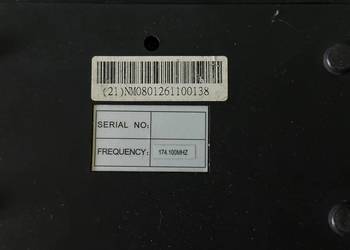 (21)NM0801261100138
SERIAL NO:
FREQUENCY: 174.100MHZ